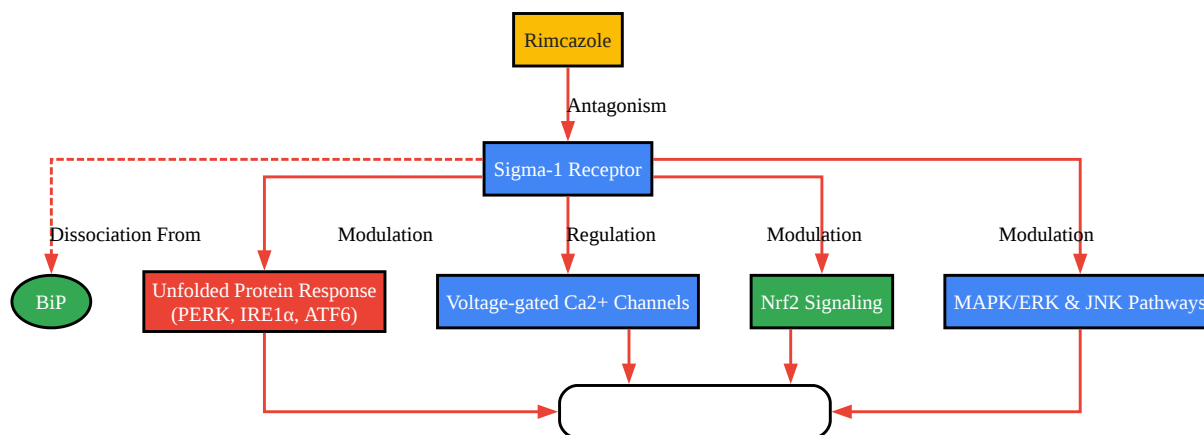 Rimcazole
Antagonism
Sigma-1 Receptor
Dissociation From
Modulation
Regulation
Modulation
Modulation
BiP
Unfolded Protein Response
(PERK, IRE1α, ATF6)
Voltage-gated Ca2+ Channels
Nrf2 Signaling
MAPK/ERK & JNK Pathways